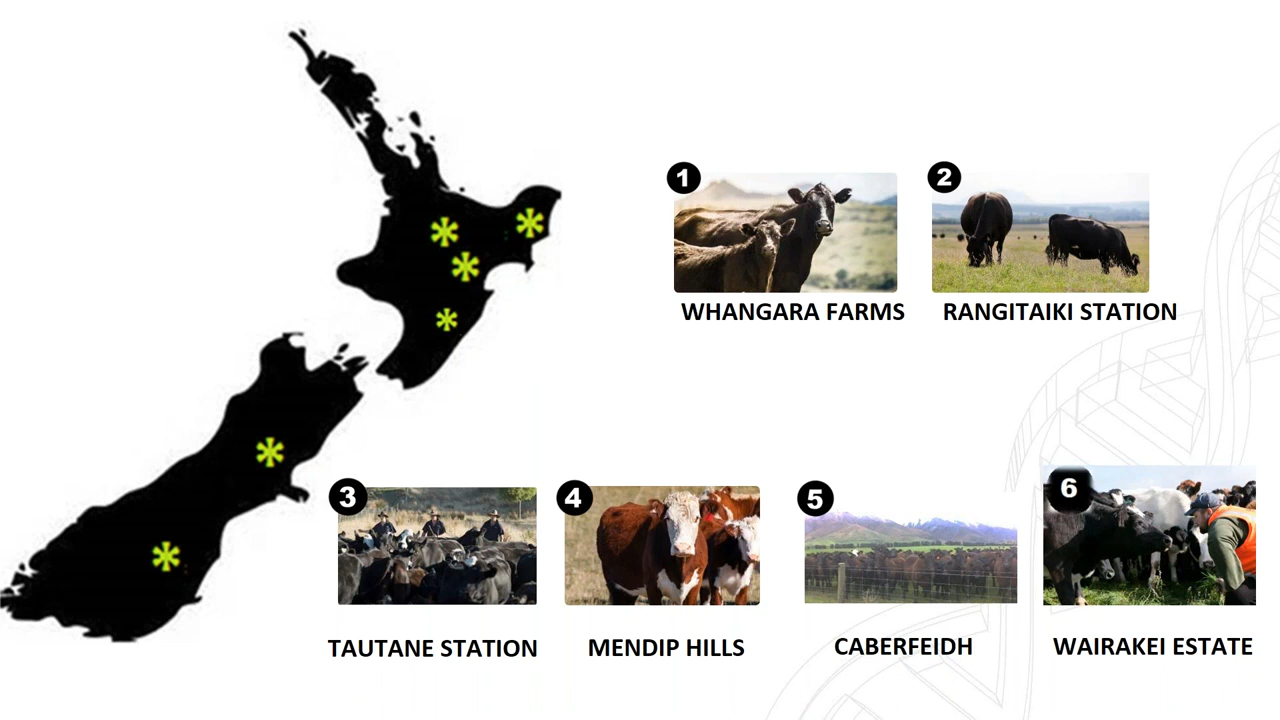 1
2
WHANGARA FARMS
RANGITAIKI STATION
3
4
5
6
TAUTANE STATION
MENDIP HILLS
CABERFEIDH
WAIRAKEI ESTATE